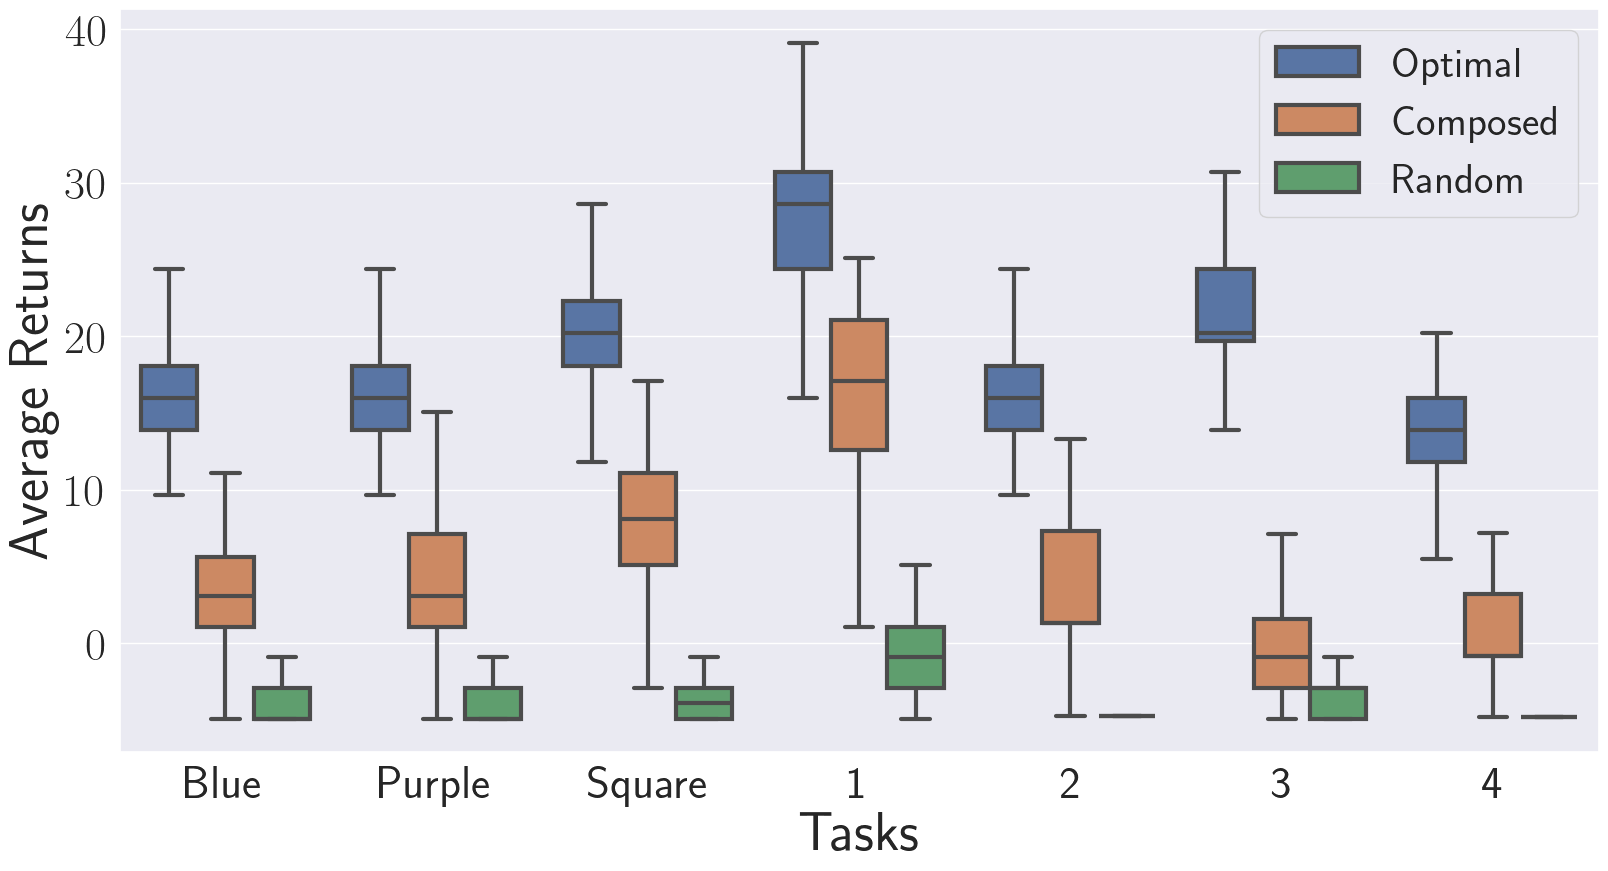 Average Returns
40
30
20
10
0
Optimal
Composed
Random
Blue Purple Square 1 2 3 4
Tasks